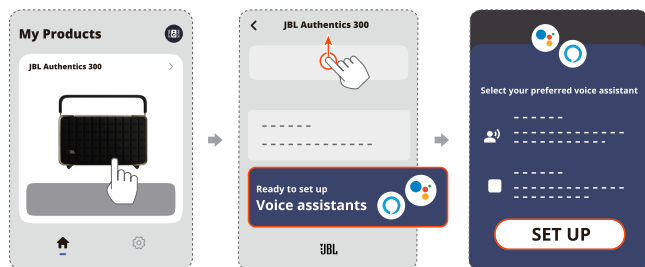 My Products
JBL Authentics 300
JBL Authentics 300
Ready to set up
Voice assistants
JBL
Select your preferred voice assistant
SET UP